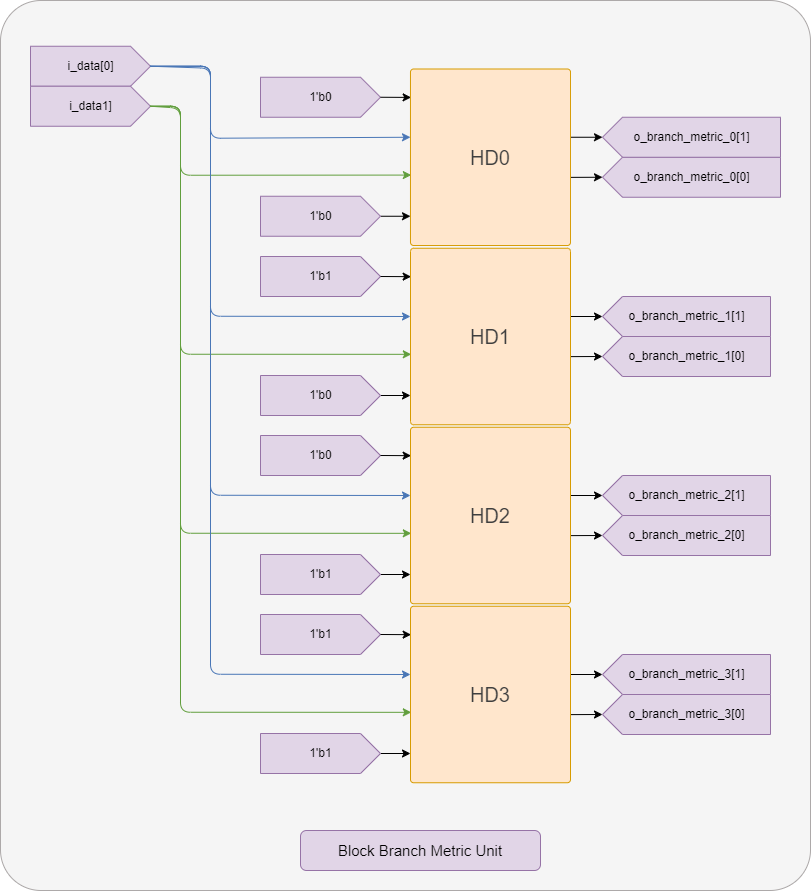 i_data[0]
i_data1]
1'b0
HD0
o_branch_metric_0[1]
o_branch_metric_0[0]
1'b0
1'b1
HD1
o_branch_metric_1[1]
o_branch_metric_1[0]
1'b0
1'b0
HD2
o_branch_metric_2[1]
o_branch_metric_2[0]
1'b1
1'b1
HD3
o_branch_metric_3[1]
o_branch_metric_3[0]
1'b1
Block Branch Metric Unit